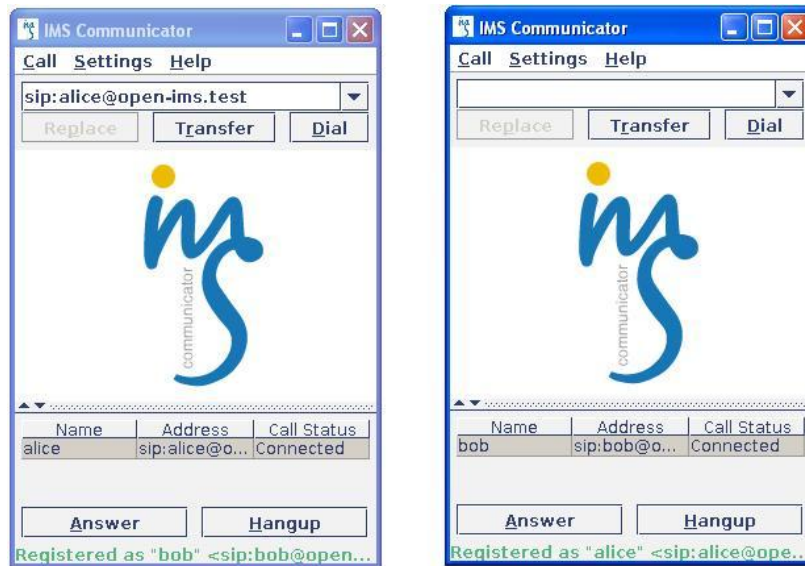 IMS Communicator
Call Settings Help
sip:alice@open-ims.test
Replace Transfer Dial
ims
communicator
Name Address Call Status
alice sip:alice@o... Connected
Answer Hangup
Registered as "bob" <sip:bob@open...
IMS Communicator
Call Settings Help
Replace Transfer Dial
ims
communicator
Name Address Call Status
bob sip:bob@o... Connected
Answer Hangup
Registered as "alice" <sip:alice@ope...